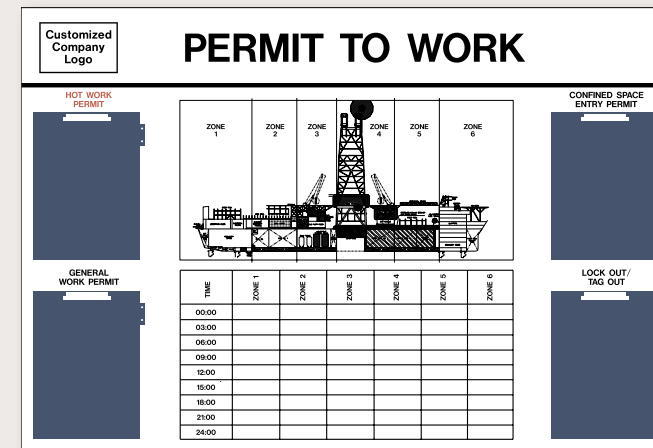 Customized
Company
Logo
PERMIT TO WORK
HOT WORK
PERMIT
CONFINED SPACE
ENTRY PERMIT
ZONE
1
ZONE
2
ZONE
3
ZONE
4
ZONE
5
ZONE
6
GENERAL
WORK PERMIT
LOCK OUT/
TAG OUT
TIME
ZONE 1
ZONE 2
ZONE 3
ZONE 4
ZONE 5
ZONE 6
00:00
03:00
06:00
09:00
12:00
15:00
18:00
21:00
24:00